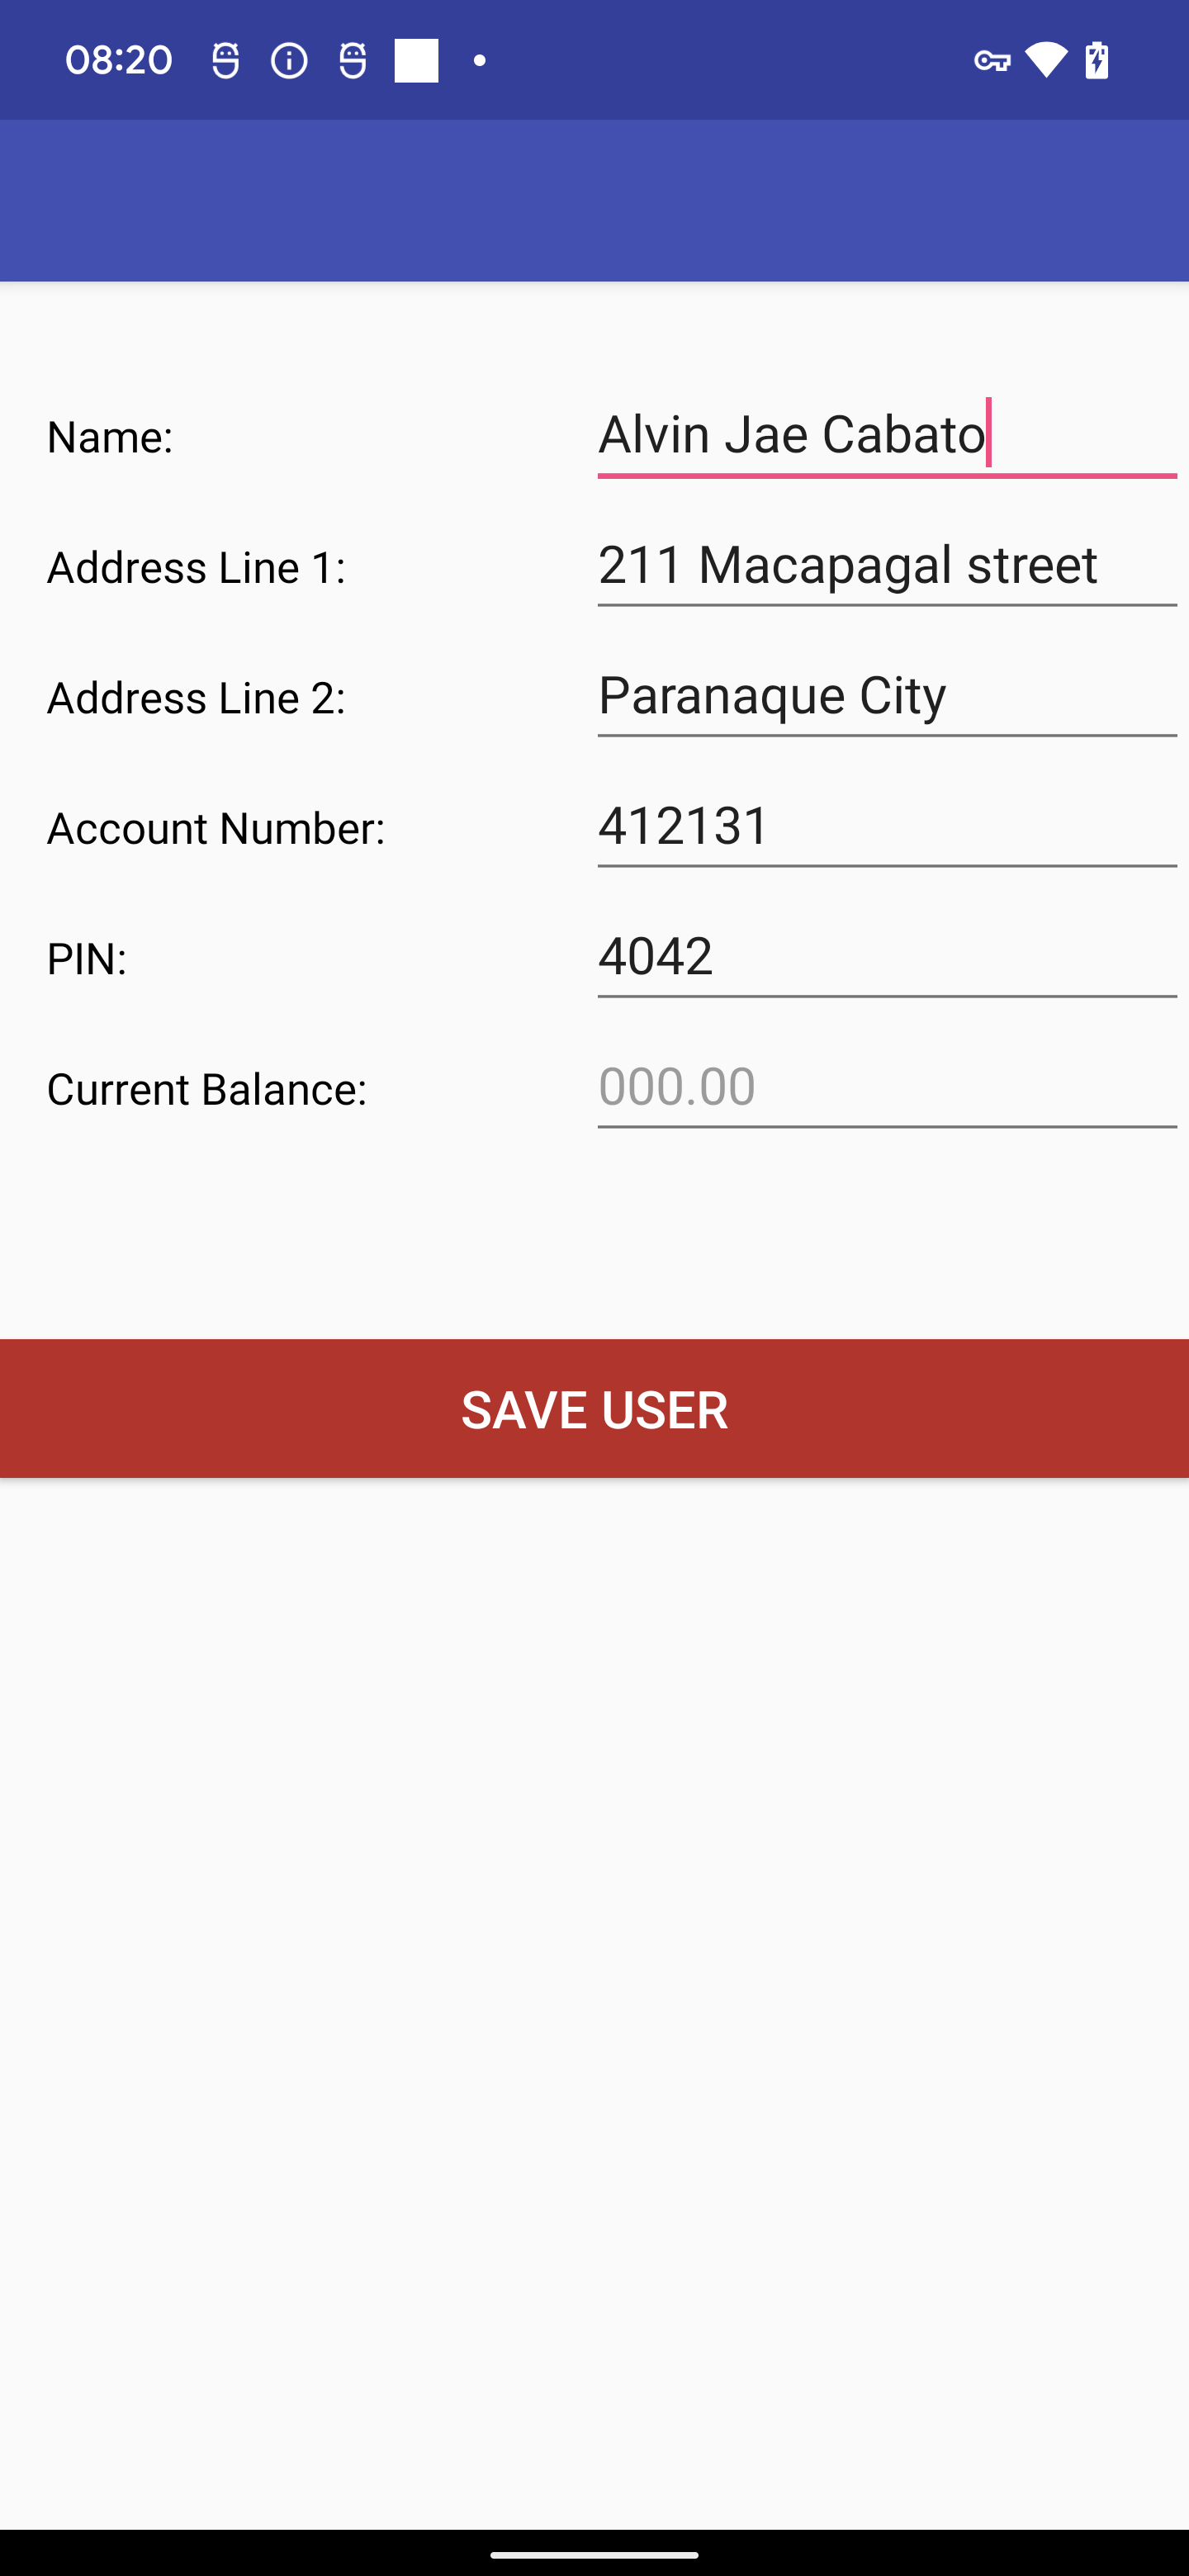 08:20
Name: Alvin Jae Cabato
Address Line 1: 211 Macapagal street
Address Line 2: Paranaque City
Account Number: 412131
PIN: 4042
Current Balance: 000.00
SAVE USER